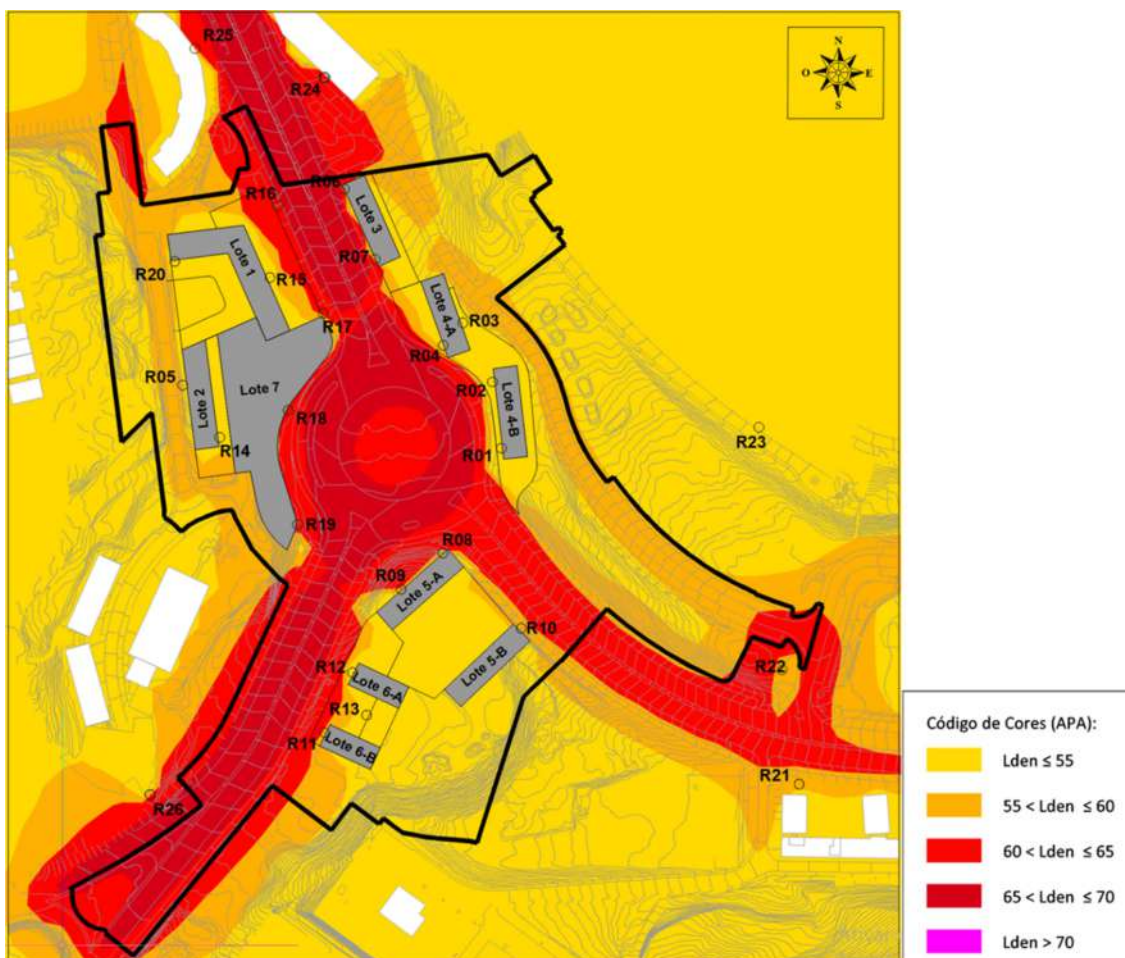 R25
N
O E
S
R24
R16
R06
Lote 3
R20
Lote 1
R15
R07
Lote 4-A
R03
R17
R04
R05
Lote 2
Lote 7
R02
Lote 4-B
R18
R14
R01
R23
R19
R08
R09
Lote 5-A
R10
R12
Lote 6-A
Lote 5-B
R22
R13
R11
Lote 6-B
R21
R26
Código de Cores (APA):
Lden ≤ 55
55 < Lden ≤ 60
60 < Lden ≤ 65
65 < Lden ≤ 70
Lden > 70